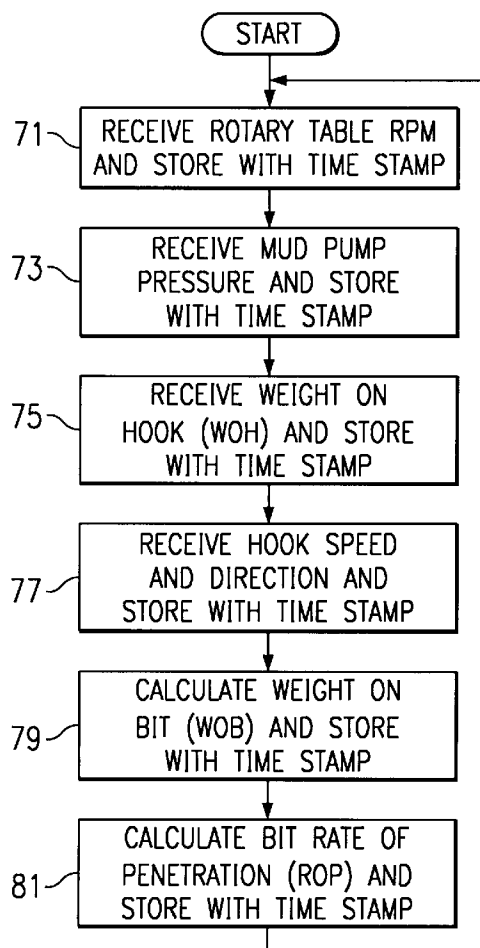 START
71
RECEIVE ROTARY TABLE RPM
AND STORE WITH TIME STAMP
73
RECEIVE MUD PUMP
PRESSURE AND STORE
WITH TIME STAMP
75
RECEIVE WEIGHT ON
HOOK (WOH) AND STORE
WITH TIME STAMP
77
RECEIVE HOOK SPEED
AND DIRECTION AND
STORE WITH TIME STAMP
79
CALCULATE WEIGHT ON
BIT (WOB) AND STORE
WITH TIME STAMP
81
CALCULATE BIT RATE OF
PENETRATION (ROP) AND
STORE WITH TIME STAMP